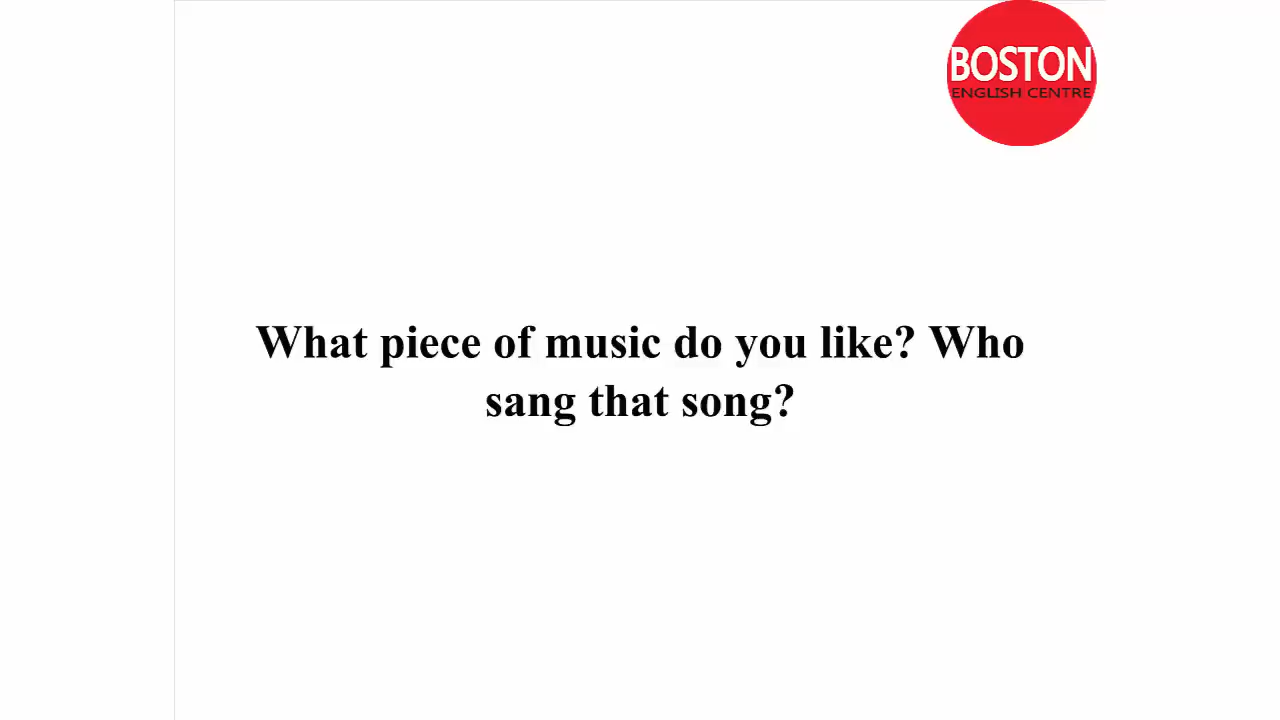 BOSTON
ENGLISH CENTRE
What piece of music do you like? Who
sang that song?